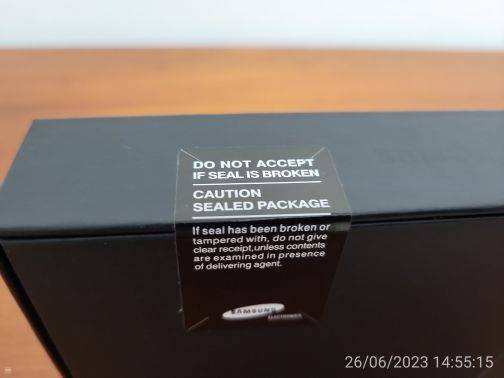 DO NOT ACCEPT
IF SEAL IS BROKEN
CAUTION
SEALED PACKAGE
If seal has been broken or
tampered with, do not give
clear receipt,unless contents
are examined in presence
of delivering agent.
SAMSUNG
ELECTRONICS
26/06/2023 14:55:15